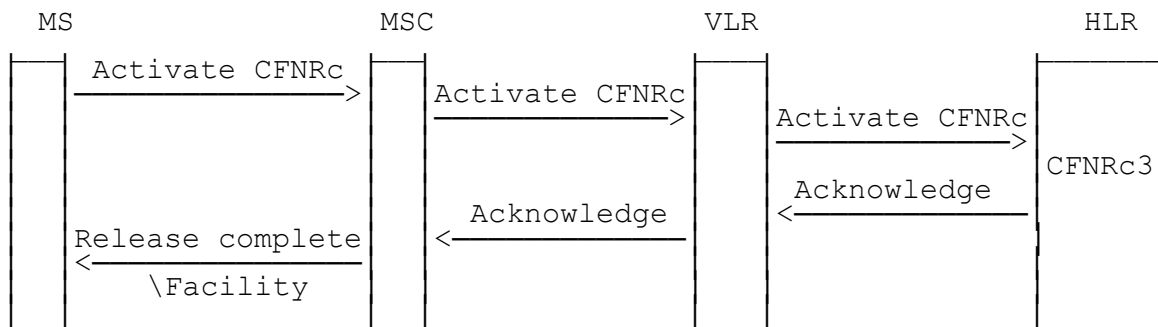 MS MSC VLR HLR
Activate CFNRc
Activate CFNRc
Activate CFNRc
CFNRc3
Acknowledge
Acknowledge
Release complete
\Facility